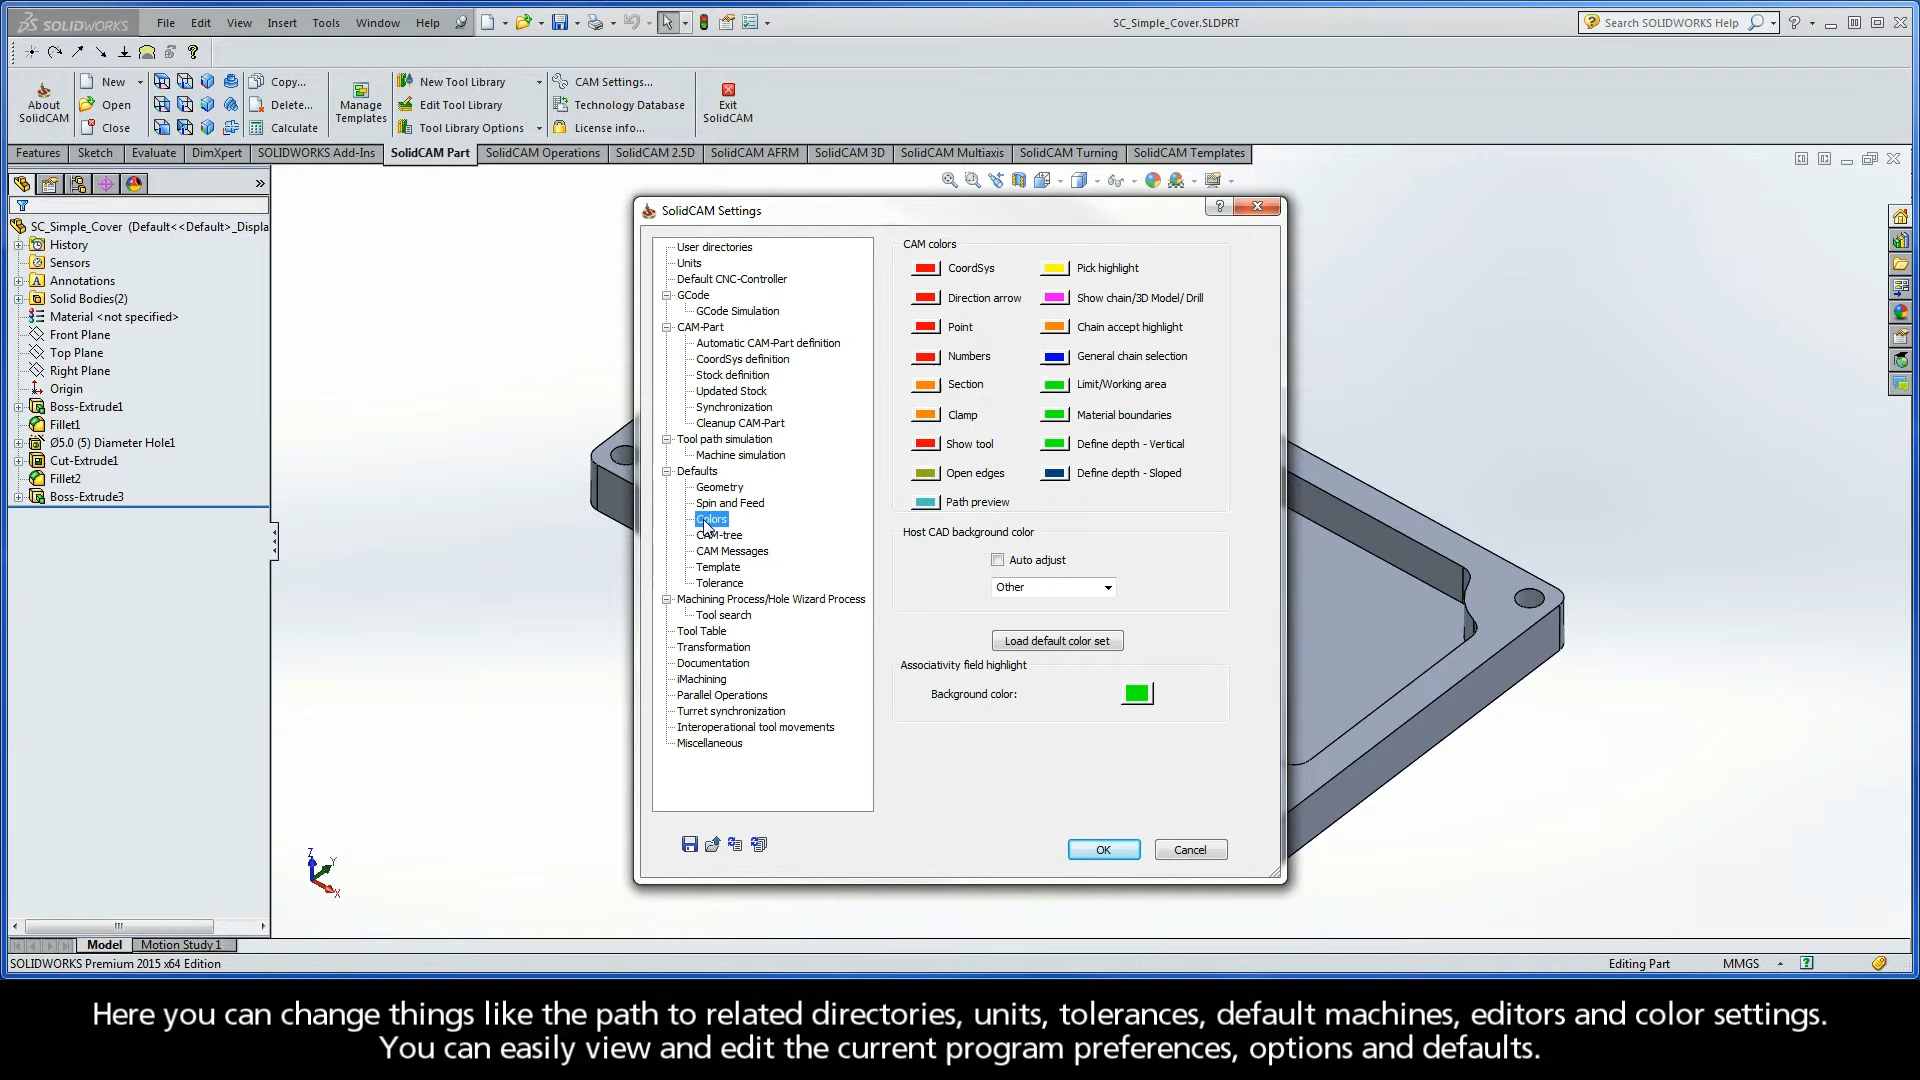 SOLIDWORKS File Edit View Insert Tools Window Help SC_Simple_Cover.SLDPRT Search SOLIDWORKS Help
New Copy... New Tool Library CAM Settings...
About SolidCAM Open Delete... Manage Templates Edit Tool Library Technology Database Exit SolidCAM
Close Calculate Tool Library Options License info...
Features Sketch Evaluate DimXpert SOLIDWORKS Add-Ins SolidCAM Part SolidCAM Operations SolidCAM 2.5D SolidCAM AFRM SolidCAM 3D SolidCAM Multiaxis SolidCAM Turning SolidCAM Templates
SC_Simple_Cover (Default<<Default>_Displa
History
Sensors
Annotations
Solid Bodies(2)
Material <not specified>
Front Plane
Top Plane
Right Plane
Origin
Boss-Extrude1
Fillet1
Ø5.0 (5) Diameter Hole1
Cut-Extrude1
Fillet2
Boss-Extrude3
SolidCAM Settings
User directories
Units
Default CNC-Controller
GCode
GCode Simulation
CAM-Part
Automatic CAM-Part definition
CoordSys definition
Stock definition
Updated Stock
Synchronization
Cleanup CAM-Part
Tool path simulation
Machine simulation
Defaults
Geometry
Spin and Feed
Colors
CAM-tree
CAM Messages
Template
Tolerance
Machining Process/Hole Wizard Process
Tool search
Tool Table
Transformation
Documentation
iMachining
Parallel Operations
Turret synchronization
Interoperational tool movements
Miscellaneous
CAM colors
CoordSys Pick highlight
Direction arrow Show chain/3D Model/ Drill
Point Chain accept highlight
Numbers General chain selection
Section Limit/Working area
Clamp Material boundaries
Show tool Define depth - Vertical
Open edges Define depth - Sloped
Path preview
Host CAD background color
Auto adjust
Other
Load default color set
Associativity field highlight
Background color:
OK Cancel
Z
Y
X
Model Motion Study 1
SOLIDWORKS Premium 2015 x64 Edition Editing Part MMGS
Here you can change things like the path to related directories, units, tolerances, default machines, editors and color settings.
You can easily view and edit the current program preferences, options and defaults.